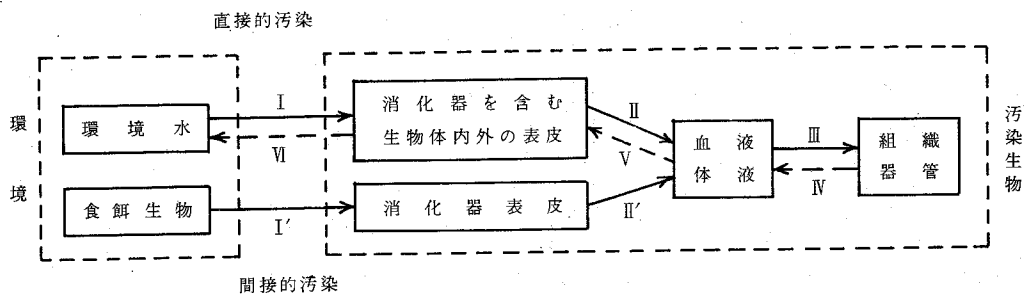 直接的汚染
環境
環境水
食餌生物
Ⅰ
Ⅵ
Ⅰ′
消化器を含む
生物体内外の表皮
消化器表皮
Ⅱ
Ⅴ
Ⅱ′
血液
体液
Ⅲ
Ⅳ
組織
器管
汚染生物
間接的汚染